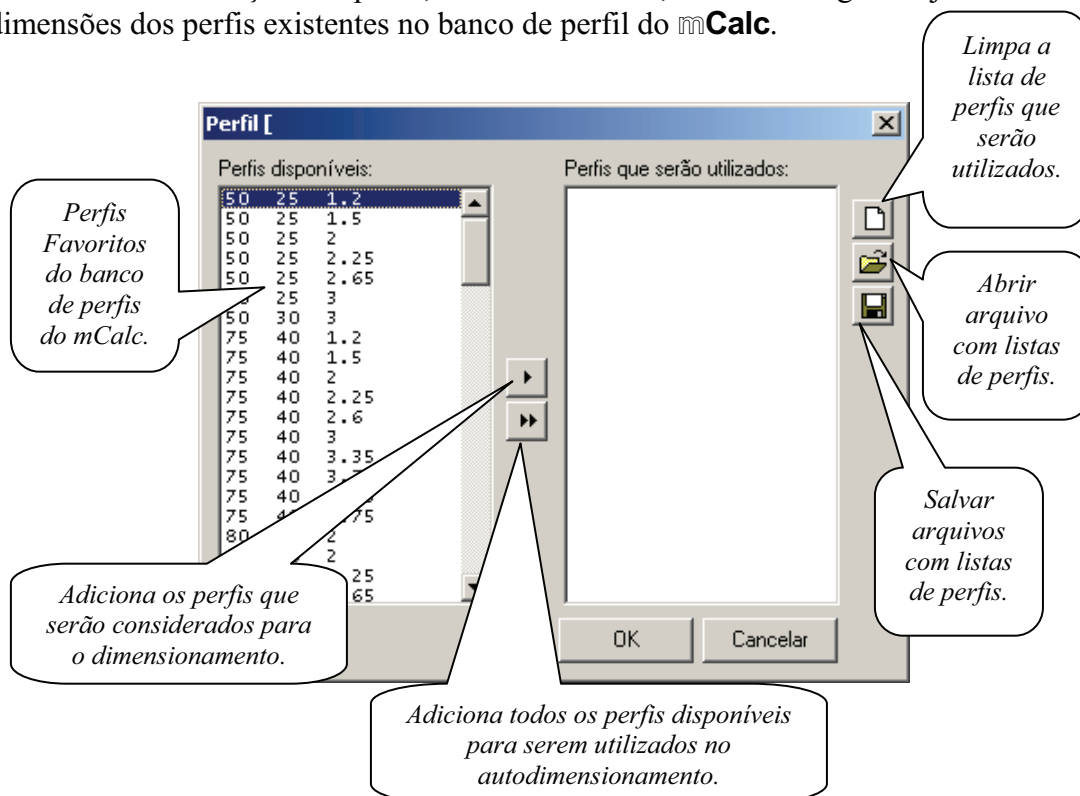 dimensões dos perfis existentes no banco de perfil do mCalc.
Limpa a
lista de
perfis que
serão
utilizados.
Perfil [
Perfis disponíveis:
Perfis que serão utilizados:
Perfis
Favoritos
do banco
de perfis
do mCalc.
50 25 1.2
50 25 1.5
50 25 2
50 25 2.25
50 25 2.65
25 3
50 30 3
75 40 1.2
75 40 1.5
75 40 2
75 40 2.25
75 40 2.6
75 40 3
75 40 3.35
75 40
75 40
75
80 2
2
25
65
Abrir
arquivo
com listas
de perfis.
Salvar
arquivos
com listas
de perfis.
Adiciona os perfis que
serão considerados para
o dimensionamento.
OK
Cancelar
Adiciona todos os perfis disponíveis
para serem utilizados no
autodimensionamento.